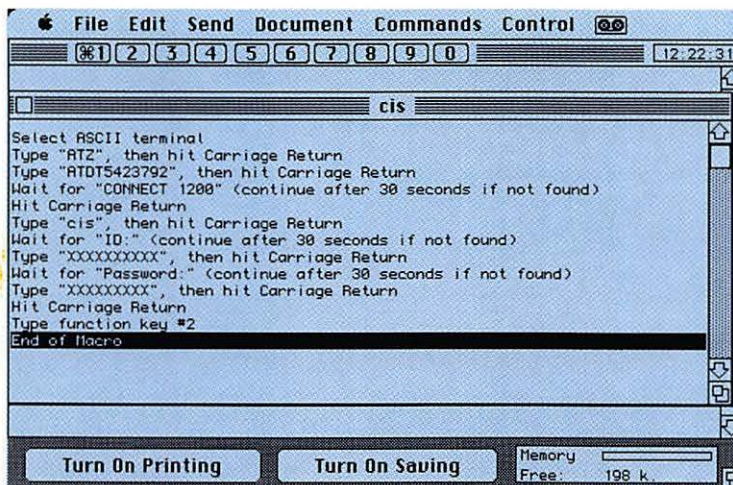 File Edit Send Document Commands Control
⌘1 2 3 4 5 6 7 8 9 0 12:22:31
cis
Select ASCII terminal
Type "ATZ", then hit Carriage Return
Type "ATDT5423792", then hit Carriage Return
Wait for "CONNECT 1200" (continue after 30 seconds if not found)
Hit Carriage Return
Type "cis", then hit Carriage Return
Wait for "ID:" (continue after 30 seconds if not found)
Type "XXXXXXXXXX", then hit Carriage Return
Wait for "Password:" (continue after 30 seconds if not found)
Type "XXXXXXXXX", then hit Carriage Return
Hit Carriage Return
Type function key #2
End of Macro
Turn On Printing Turn On Saving Memory
Free: 198 k.